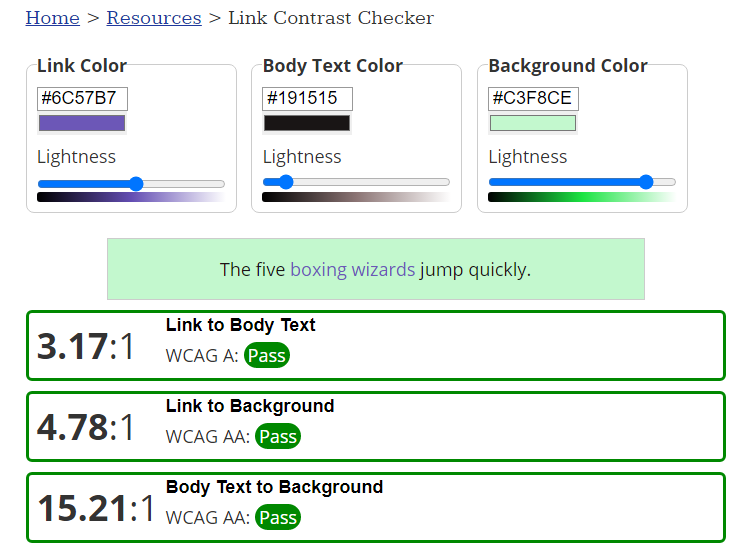 Home > Resources > Link Contrast Checker
Link Color Body Text Color Background Color
#6C57B7 #191515 #C3F8CE
Lightness Lightness Lightness
The five boxing wizards jump quickly.
3.17:1 Link to Body Text
WCAG A: Pass
4.78:1 Link to Background
WCAG AA: Pass
15.21:1 Body Text to Background
WCAG AA: Pass